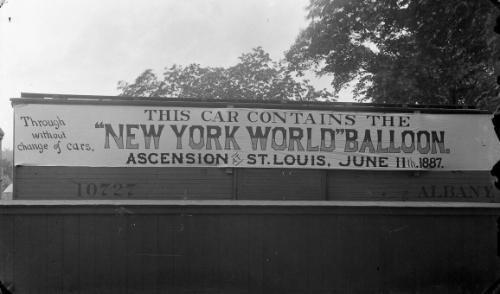 Through
without
change of cars.
THIS CAR CONTAINS THE
"NEW YORK WORLD" BALLOON.
ASCENSION @ ST. LOUIS, JUNE 11th. 1887.
10727
ALBANY